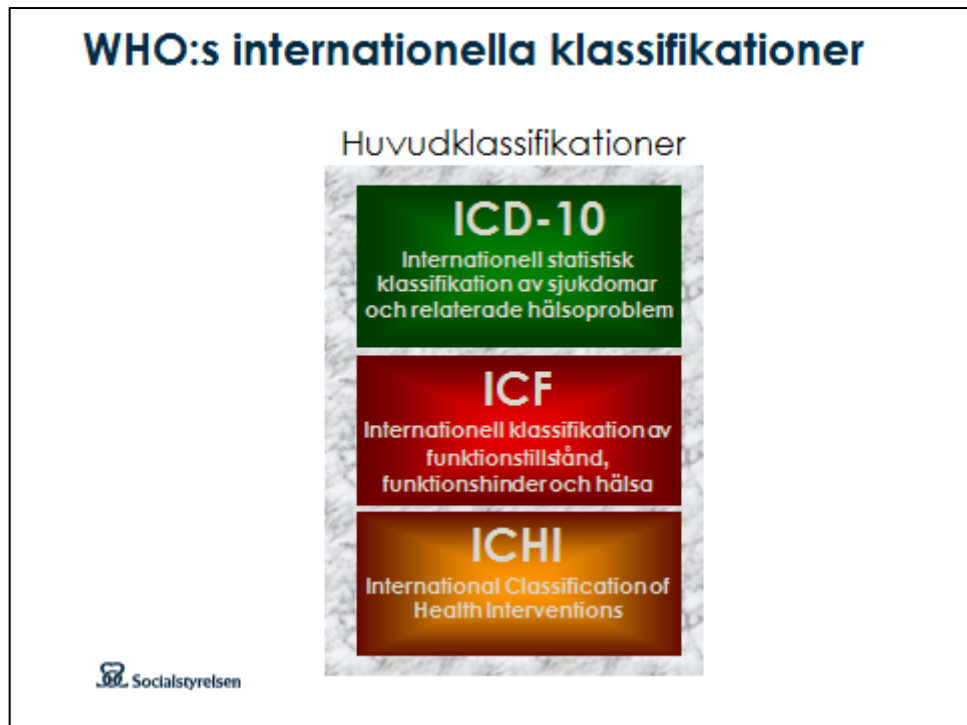 WHO:s internationella klassifikationer
Huvudklassifikationer
ICD-10
Internationell statistisk
klassifikation av sjukdomar
och relaterade hälsoproblem
ICF
Internationell klassifikation av
funktionstillstånd,
funktionshinder och hälsa
ICHI
International Classification of
Health Interventions
Socialstyrelsen